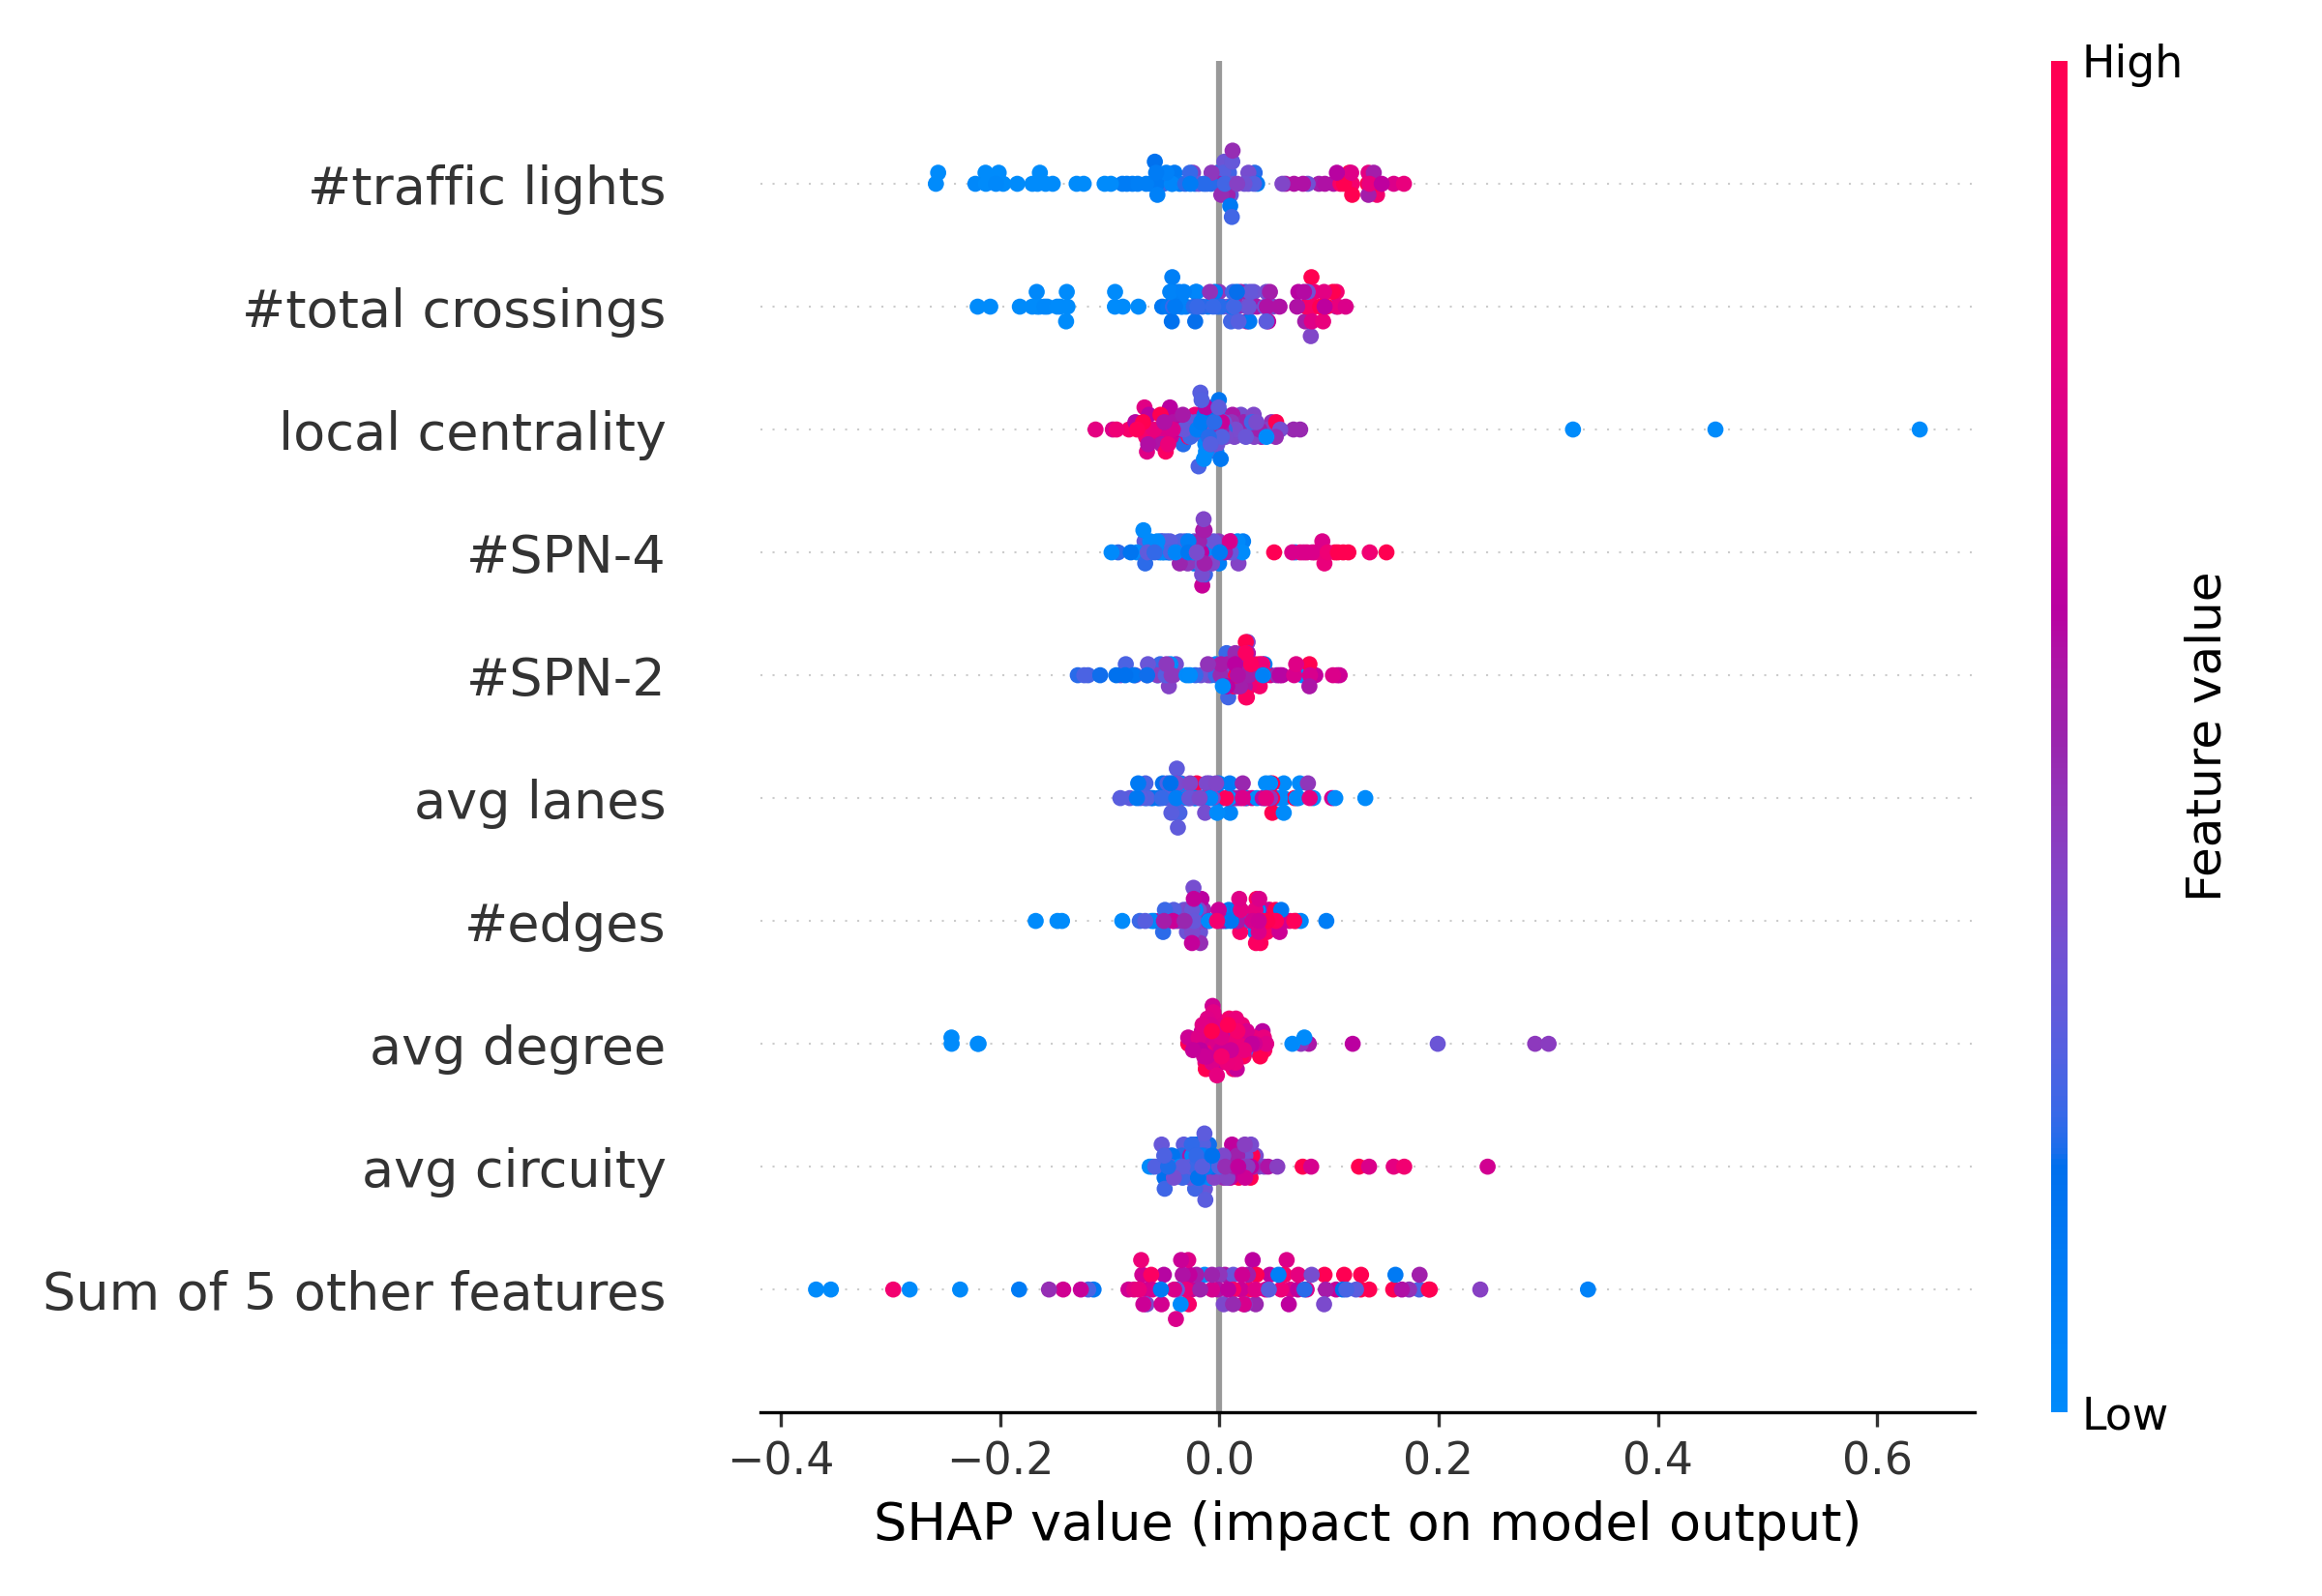 High
#traffic lights
#total crossings
local centrality
#SPN-4
#SPN-2
avg lanes
#edges
avg degree
avg circuity
Sum of 5 other features
Feature value
Low
−0.4 −0.2 0.0 0.2 0.4 0.6
SHAP value (impact on model output)